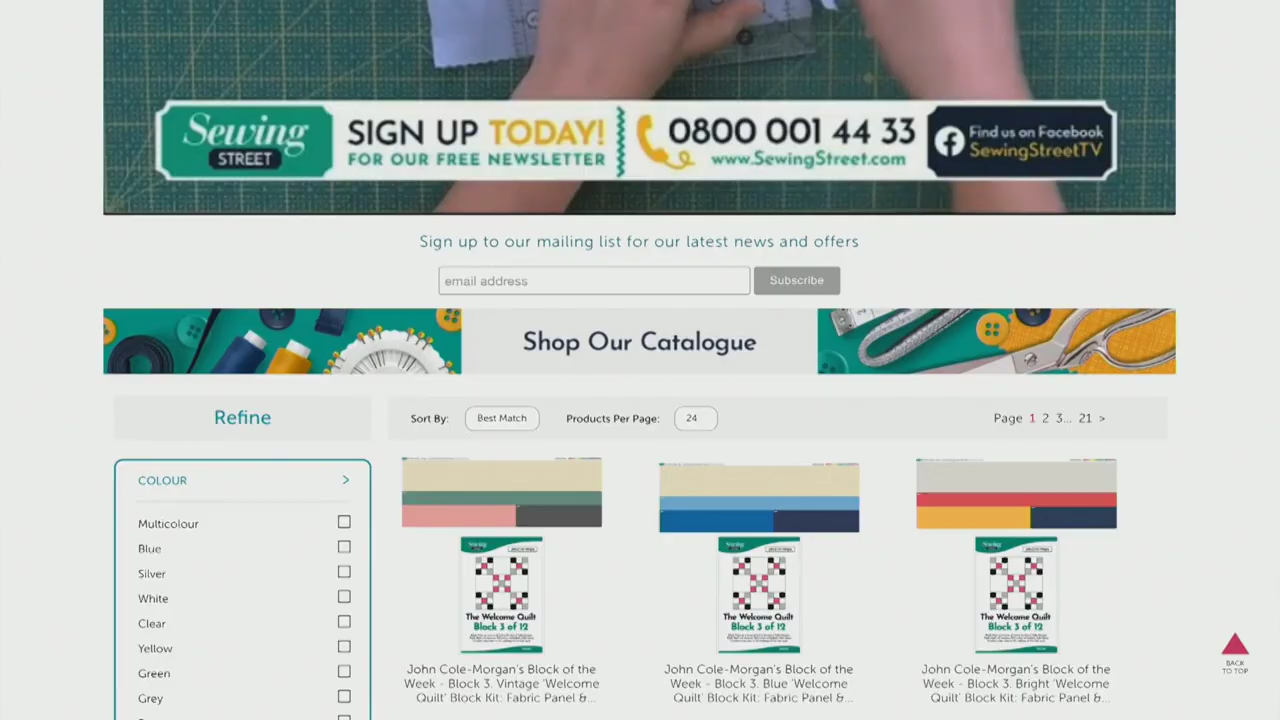 Sewing
STREET
SIGN UP TODAY!
FOR OUR FREE NEWSLETTER
0800 001 44 33
www.SewingStreet.com
Find us on Facebook
SewingStreetTV
Sign up to our mailing list for our latest news and offers
email address
Subscribe
Shop Our Catalogue
Refine
Sort By: Best Match Products Per Page: 24 Page 1 2 3... 21 >
COLOUR >
Multicolour
Blue
Silver
White
Clear
Yellow
Green
Grey
Sewing
The Welcome Quilt
Block 3 of 12
John Cole-Morgan's Block of the
Week - Block 3. Vintage 'Welcome
Quilt' Block Kit: Fabric Panel &...
Sewing
The Welcome Quilt
Block 3 of 12
John Cole-Morgan's Block of the
Week - Block 3. Blue 'Welcome
Quilt' Block Kit: Fabric Panel &...
Sewing
The Welcome Quilt
Block 3 of 12
John Cole-Morgan's Block of the
Week - Block 3. Bright 'Welcome
Quilt' Block Kit: Fabric Panel &...
BACK
TO TOP